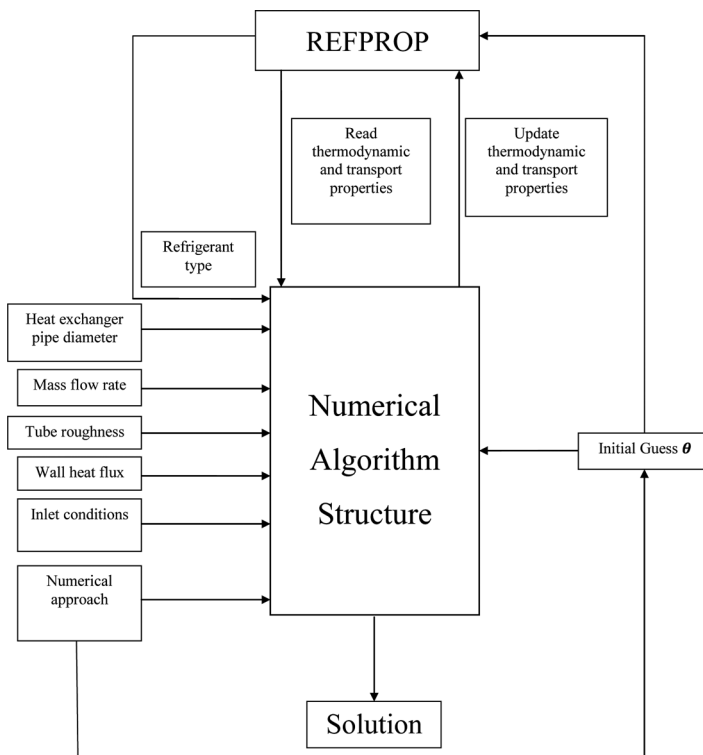 REFPROP
Read
thermodynamic
and transport
properties
Update
thermodynamic
and transport
properties
Refrigerant
type
Heat exchanger
pipe diameter
Mass flow rate
Tube roughness
Wall heat flux
Inlet conditions
Numerical
approach
Numerical
Algorithm
Structure
Initial Guess θ
Solution